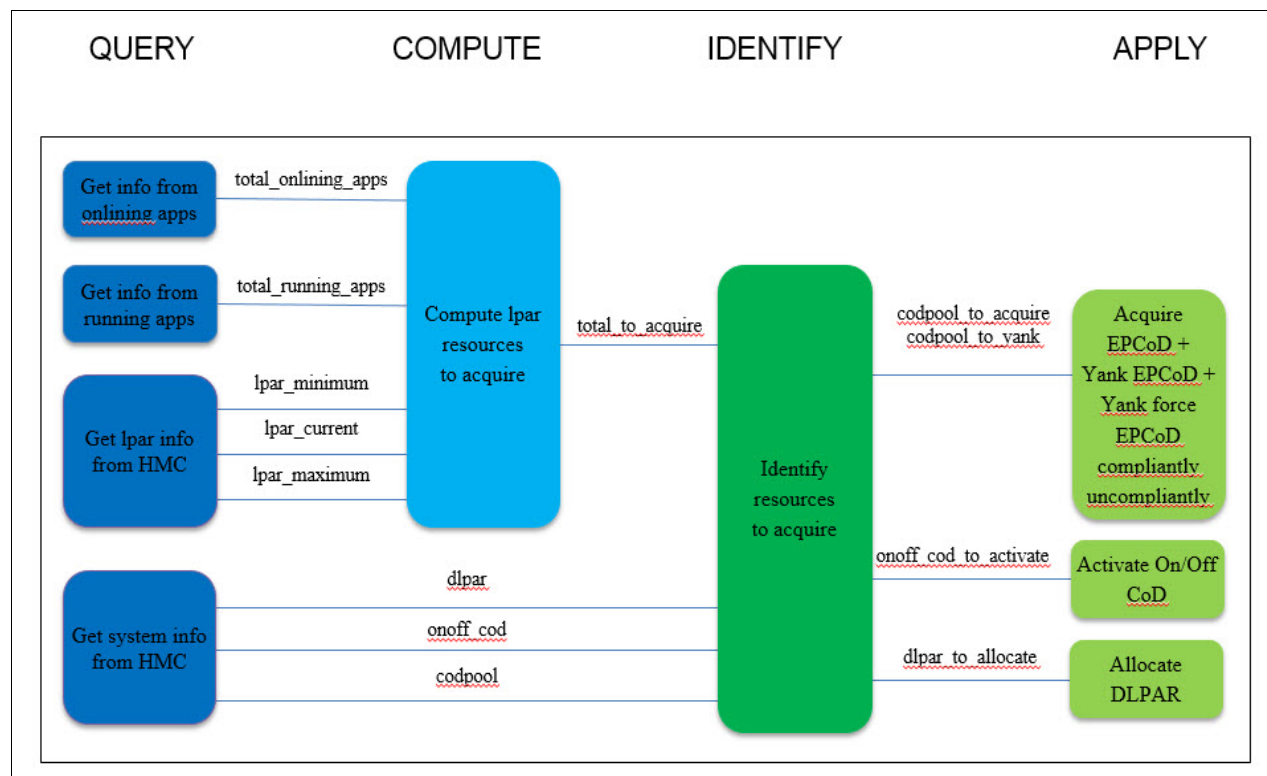 QUERY COMPUTE IDENTIFY APPLY
Get info from
onlining apps
total_onlining_apps
Get info from
running apps
total_running_apps
Get lpar info
from HMC
lpar_minimum
lpar_current
lpar_maximum
Compute lpar
resources
to acquire
total_to_acquire
Get system info
from HMC
dlpar
onoff_cod
codpool
Identify
resources
to acquire
codpool_to_acquire
codpool_to_yank
Acquire
EPCoD +
Yank EPCoD +
Yank force
EPCoD
compliantly
uncompliantly
onoff_cod_to_activate
Activate On/Off
CoD
dlpar_to_allocate
Allocate
DLPAR